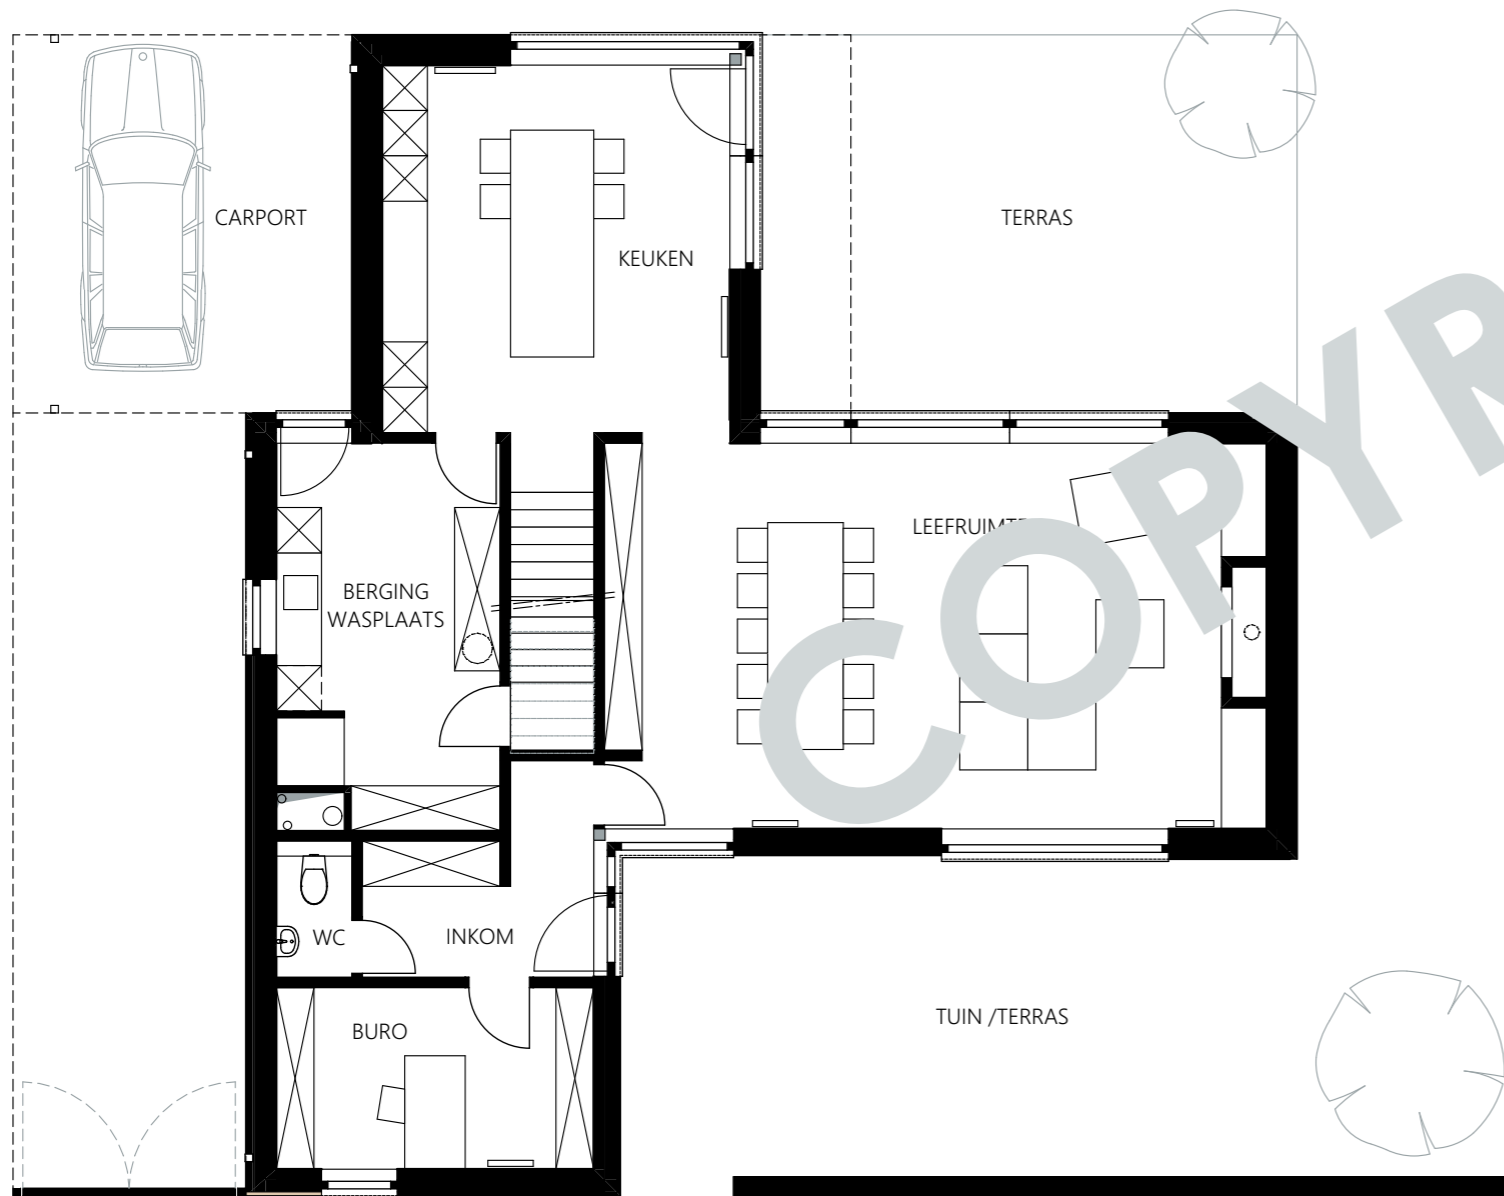 CARPORT
TERRAS
KEUKEN
LEEFRUIMTE
BERGING
WASPLAATS
COPYR
WC
INKOM
TUIN /TERRAS
BURO